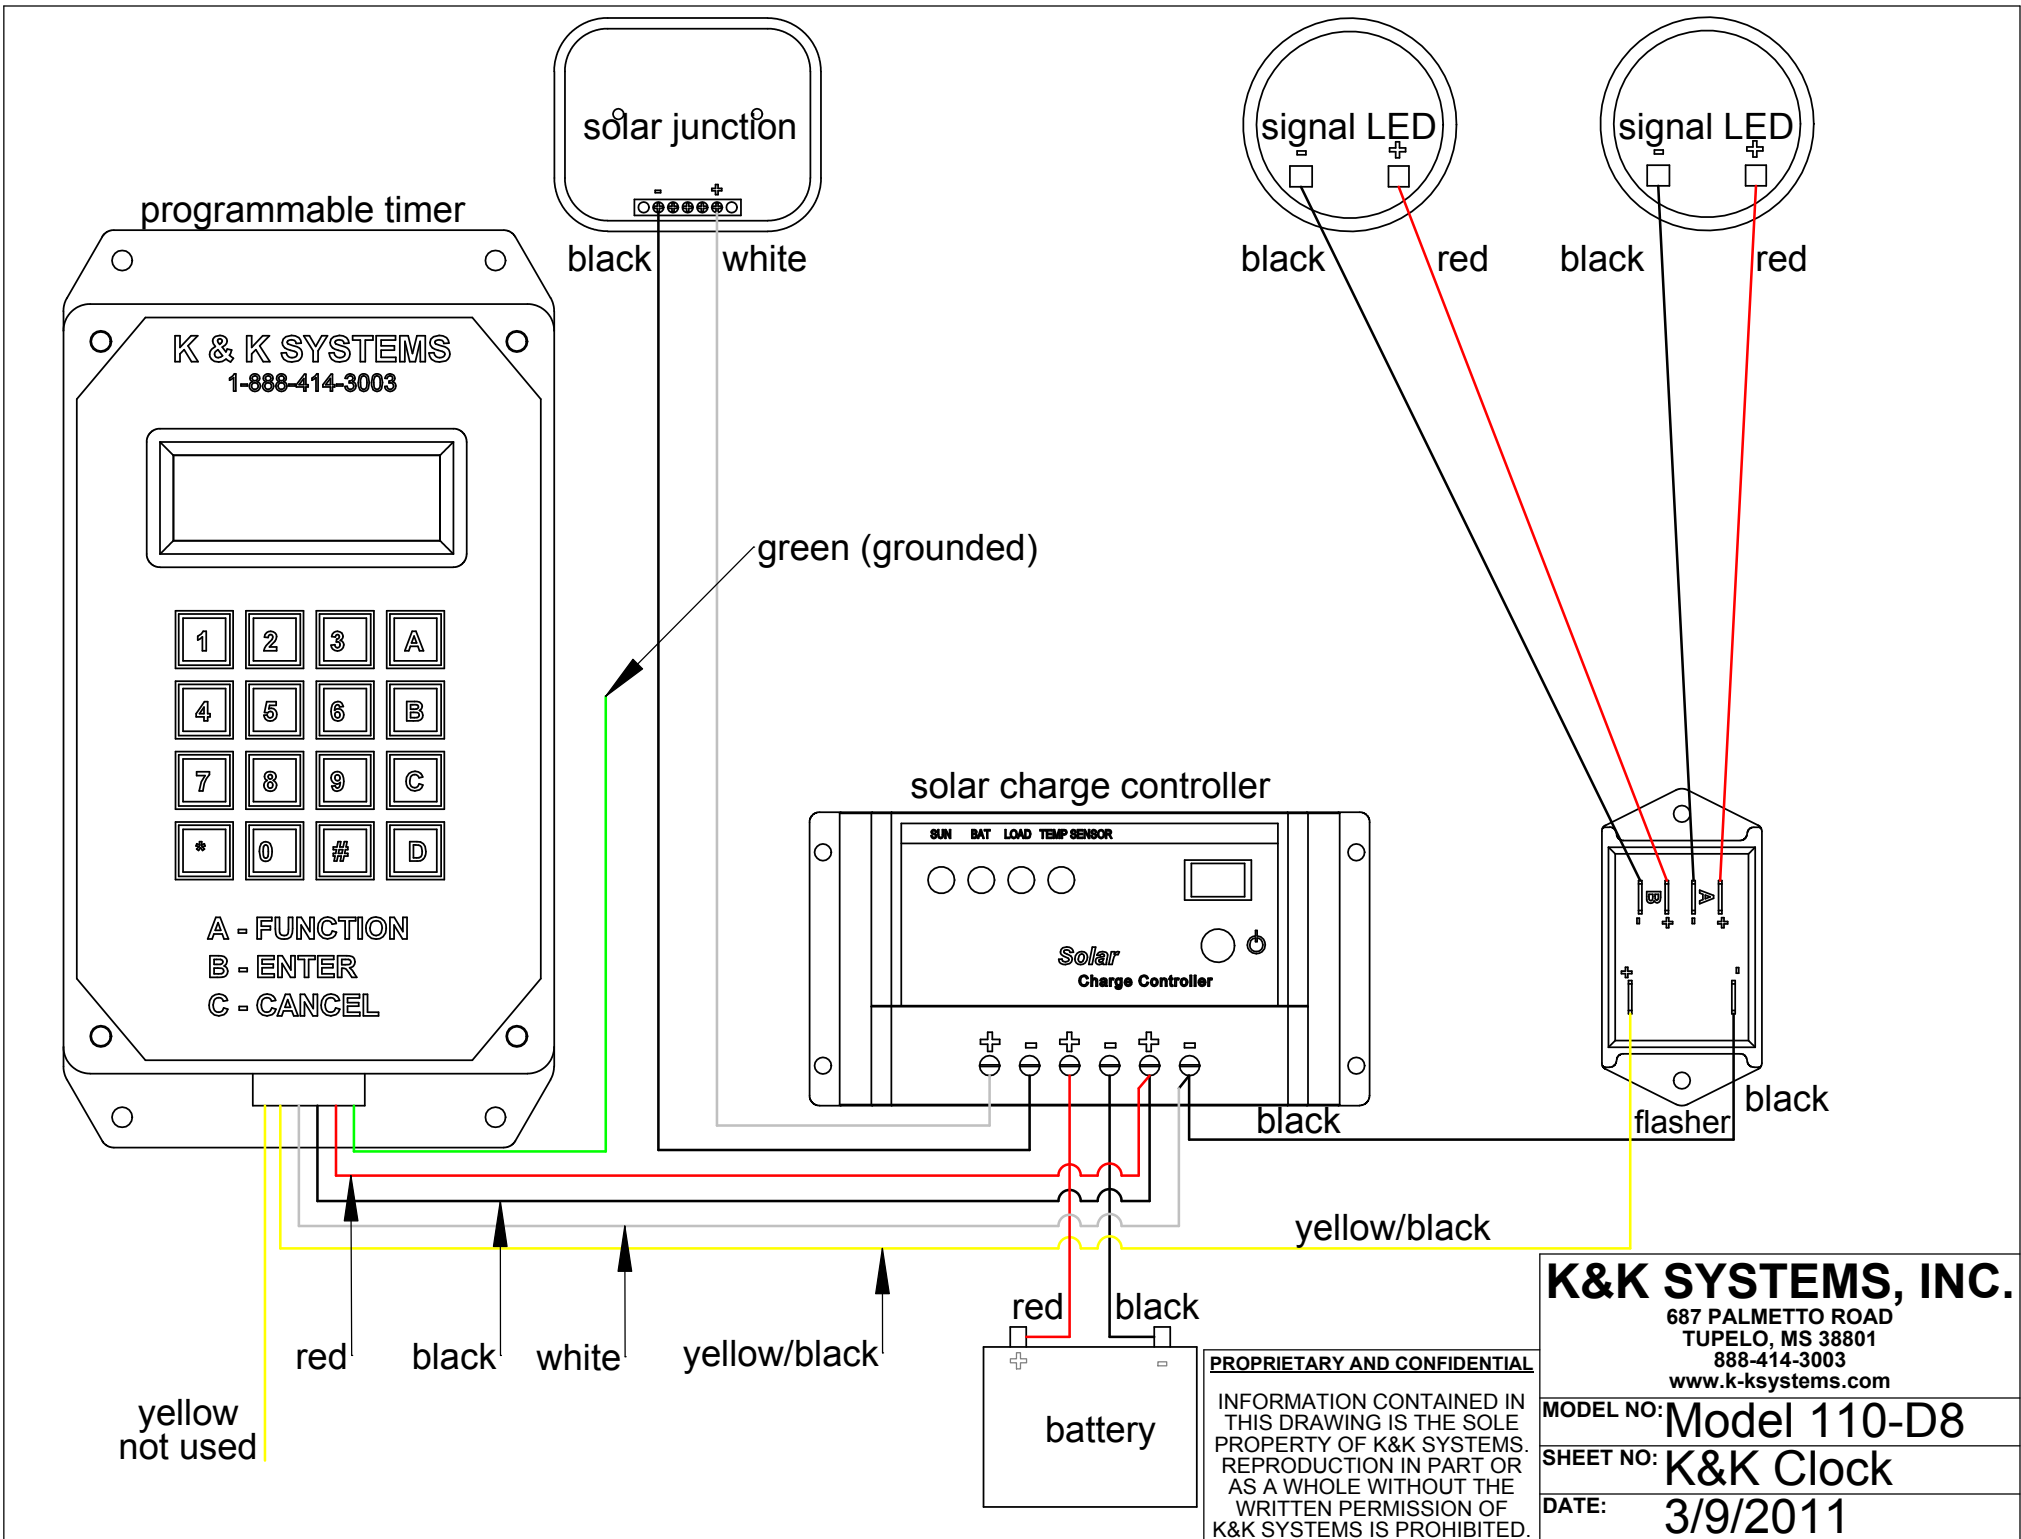 solar junction
- +
black white
signal LED
- +
black red
signal LED
- +
black red
programmable timer
K & K SYSTEMS
1-888-414-3003
1 2 3 A
4 5 6 B
7 8 9 C
* 0 # D
A - FUNCTION
B - ENTER
C - CANCEL
green (grounded)
solar charge controller
SUN BAT LOAD TEMP SENSOR
Solar
Charge Controller
+ - + - + -
black
B A
- + - +
+ -
flasher
black
yellow/black
red
black
white
yellow/black
yellow
not used
red black
+ -
battery
PROPRIETARY AND CONFIDENTIAL
INFORMATION CONTAINED IN
THIS DRAWING IS THE SOLE
PROPERTY OF K&K SYSTEMS.
REPRODUCTION IN PART OR
AS A WHOLE WITHOUT THE
WRITTEN PERMISSION OF
K&K SYSTEMS IS PROHIBITED.
K&K SYSTEMS, INC.
687 PALMETTO ROAD
TUPELO, MS 38801
888-414-3003
www.k-ksystems.com
MODEL NO: Model 110-D8
SHEET NO: K&K Clock
DATE: 3/9/2011